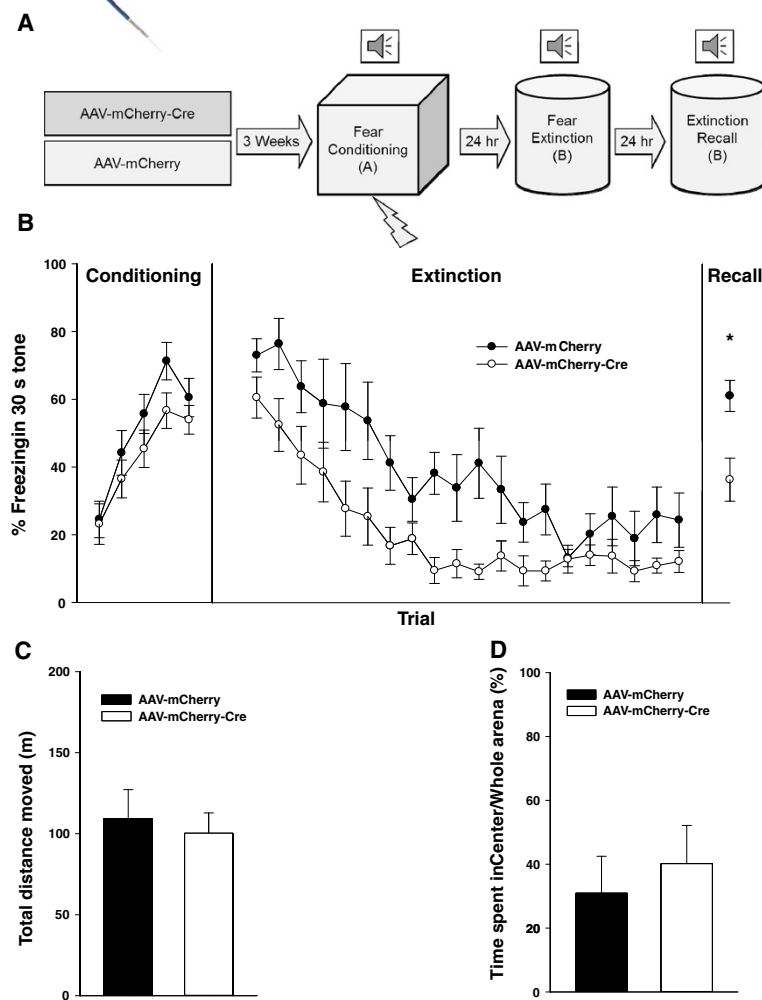 A
AAV-mCherry-Cre
AAV-mCherry
3 Weeks
Fear
Conditioning
(A)
24 hr
Fear
Extinction
(B)
24 hr
Extinction
Recall
(B)
B
Conditioning
Extinction
Recall
% Freezingin 30 s tone
100
80
60
40
20
0
AAV-m Cherry
AAV-mCherry-Cre
*
Trial
C
Total distance moved (m)
200
150
100
50
0
AAV-mCherry
AAV-mCherry-Cre
D
Time spent inCenter/Whole arena (%)
100
80
60
40
20
0
AAV-mCherry
AAV-mCherry-Cre